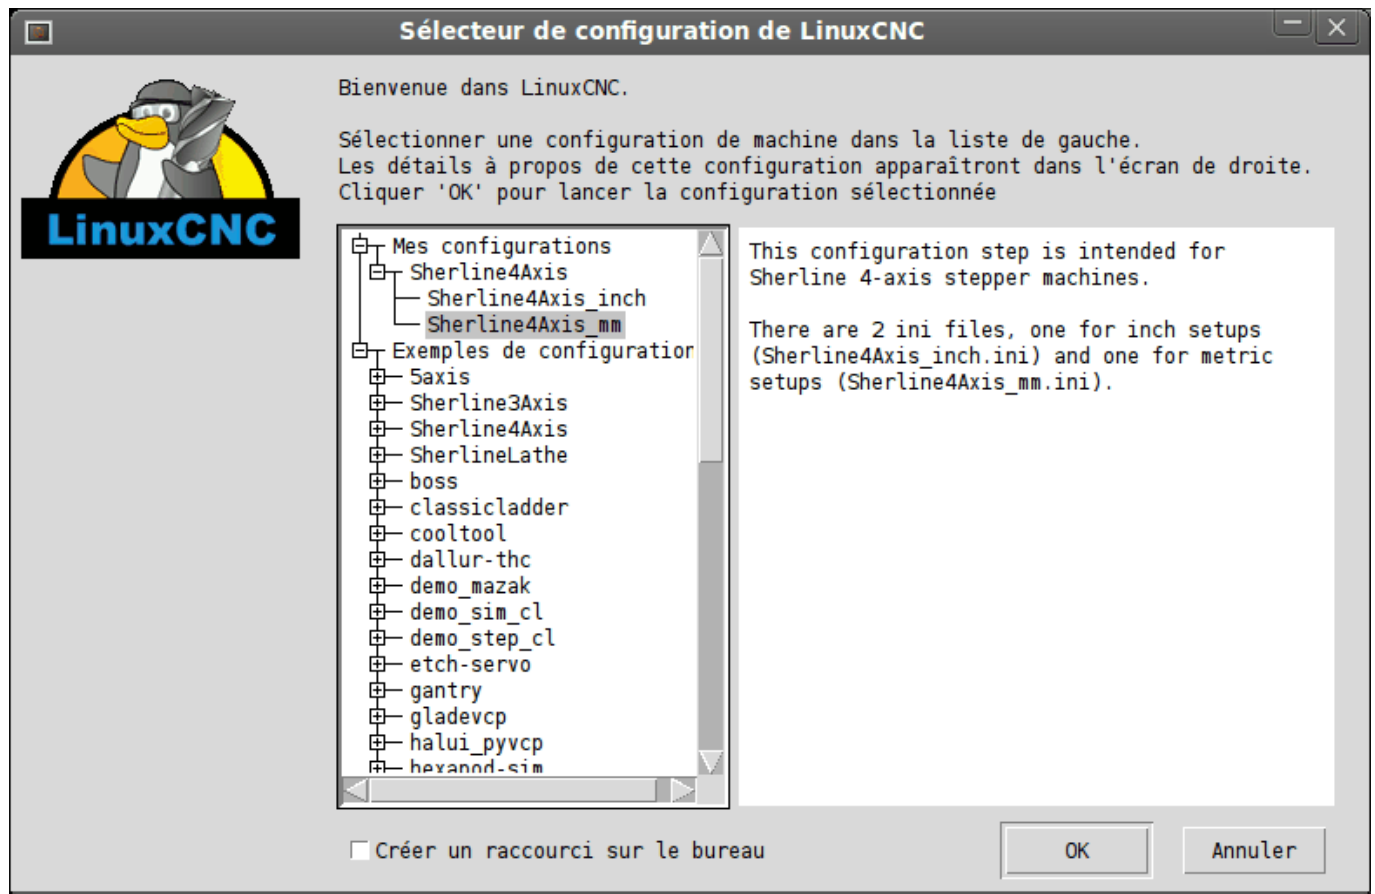 Sélecteur de configuration de LinuxCNC
LinuxCNC
Bienvenue dans LinuxCNC.
Sélectionner une configuration de machine dans la liste de gauche.
Les détails à propos de cette configuration apparaîtront dans l'écran de droite.
Cliquer 'OK' pour lancer la configuration sélectionnée
Mes configurations
Sherline4Axis
Sherline4Axis_inch
Sherline4Axis_mm
Exemples de configuration
5axis
Sherline3Axis
Sherline4Axis
SherlineLathe
boss
classicladder
cooltool
dallur-thc
demo_mazak
demo_sim_cl
demo_step_cl
etch-servo
gantry
gladevcp
halui_pyvcp
hexapod-sim
This configuration step is intended for
Sherline 4-axis stepper machines.
There are 2 ini files, one for inch setups
(Sherline4Axis_inch.ini) and one for metric
setups (Sherline4Axis_mm.ini).
Créer un raccourci sur le bureau
OK
Annuler